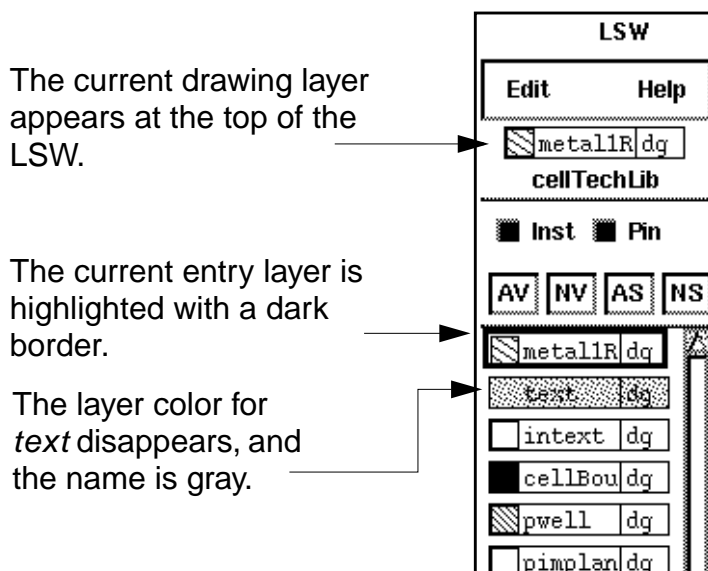 LSW
Edit Help
The current drawing layer
appears at the top of the
LSW.
metal1R dg
cellTechLib
Inst Pin
The current entry layer is
highlighted with a dark
border.
AV NV AS NS
metal1R dg
The layer color for
text disappears, and
the name is gray.
text dg
intext dg
cellBou dg
pwell dg
pimplan dg